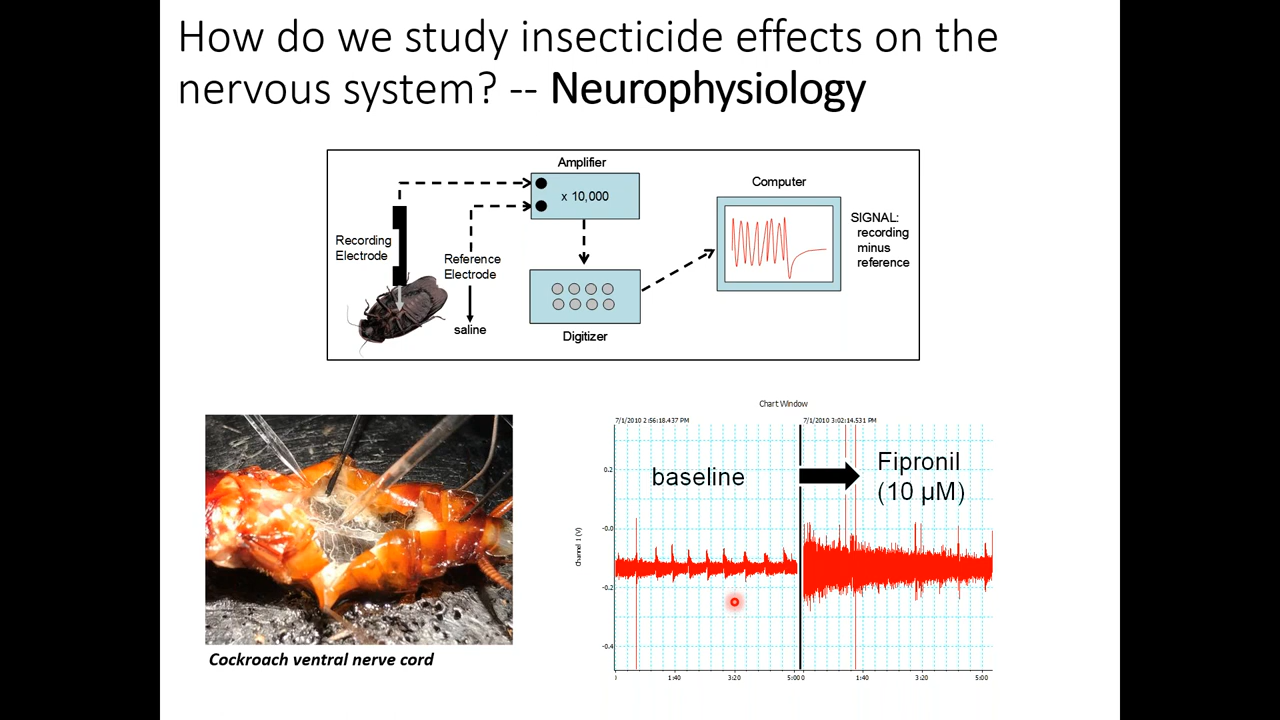 How do we study insecticide effects on the
nervous system? -- Neurophysiology
Amplifier
x 10,000
Computer
SIGNAL:
recording
minus
reference
Recording
Electrode
Reference
Electrode
saline
Digitizer
Cockroach ventral nerve cord
Chart Window
7/1/2010 2:56:18.437 PM
7/1/2010 3:02:14.531 PM
baseline
Fipronil
(10 µM)
Channel 1 (V)
0.2
-0.0
-0.2
-0.4
1:40
3:20
5:00
0
1:40
3:20
5:00